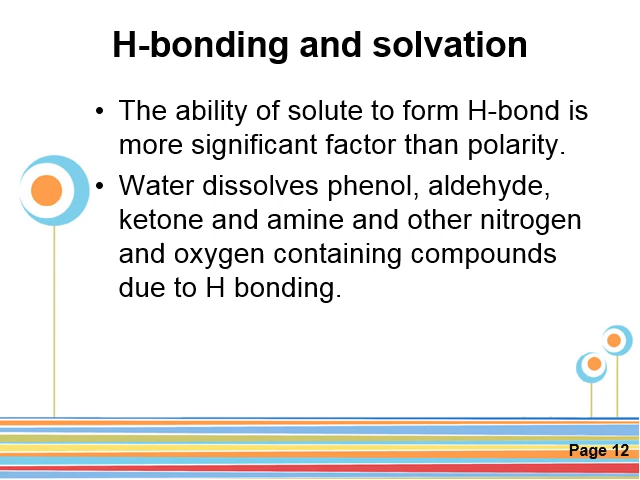 H-bonding and solvation
• The ability of solute to form H-bond is
more significant factor than polarity.
• Water dissolves phenol, aldehyde,
ketone and amine and other nitrogen
and oxygen containing compounds
due to H bonding.
Page 12